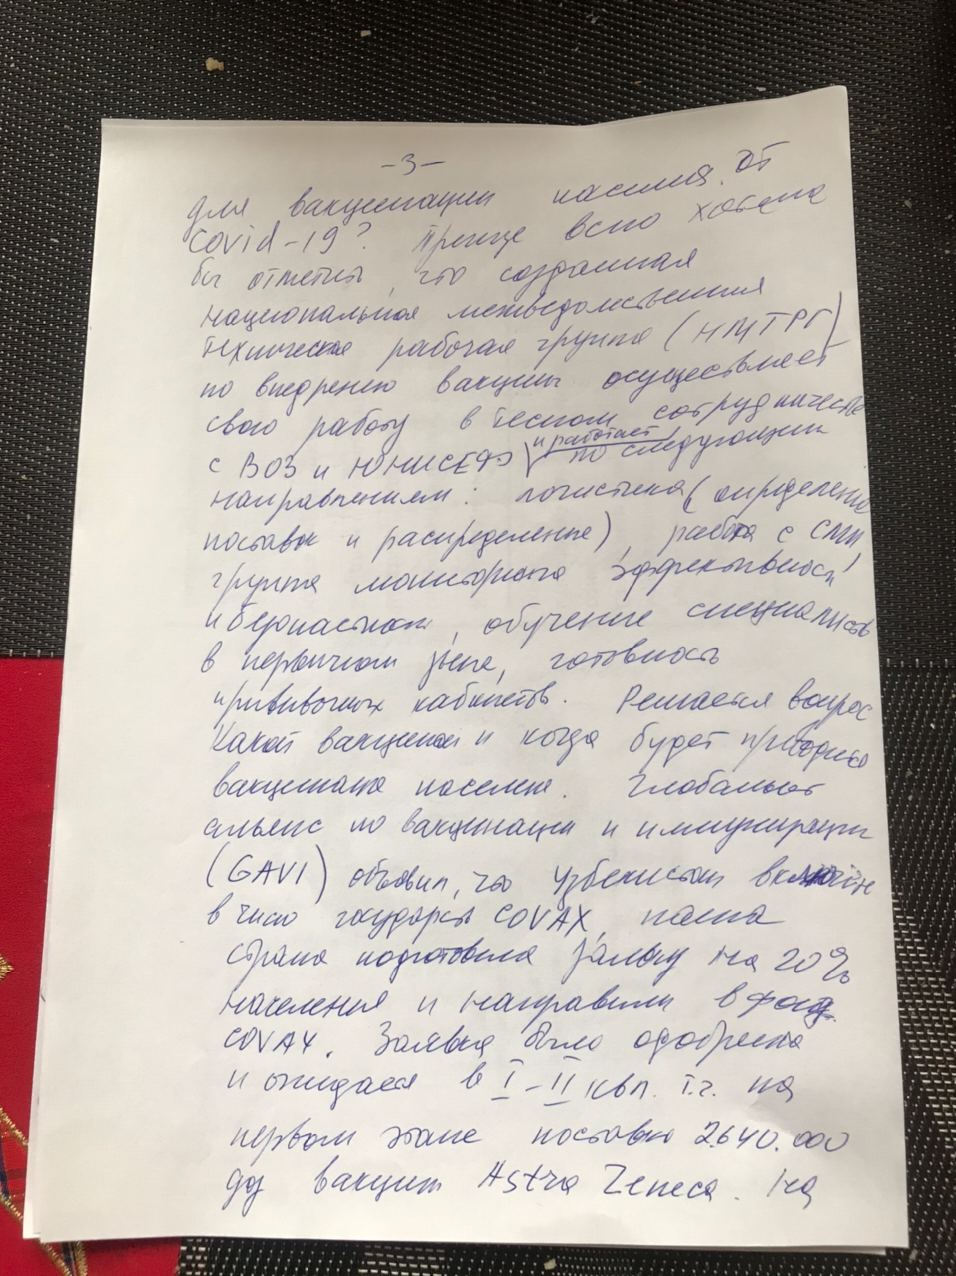 -3-
для вакцинации населия от
Covid-19? Прежде всего хотела
бы отметить, что созданная
национальная межведомственная
техническая рабочая группа (НМТРГ)
по внедрению вакцин осуществляет
свою работу в тесном сотрудничестве
с ВОЗ и ЮНИСЕФ и работает по следующим
направлениям: логистика (определение
поставок и распределение), работа с СМИ,
группа мониторинга эффективности
и безопасности, обучение специалистов
в первичном звене, готовность
прививочных кабинетов. Решается вопрос
какой вакциной и когда будет проводиться
вакцинация населения. Глобальный
альянс по вакцинации и иммунизации
(GAVI) объявил, что Узбекистан включён
в число государств COVAX, наша
страна подготовила заявку на 20%
населения и направили в фонд
COVAX. Заявка была одобрена
и ожидается в I-II квл. т.г. на
первом этапе поставка 2.640.000
доз вакцин Astra Zeneca. На